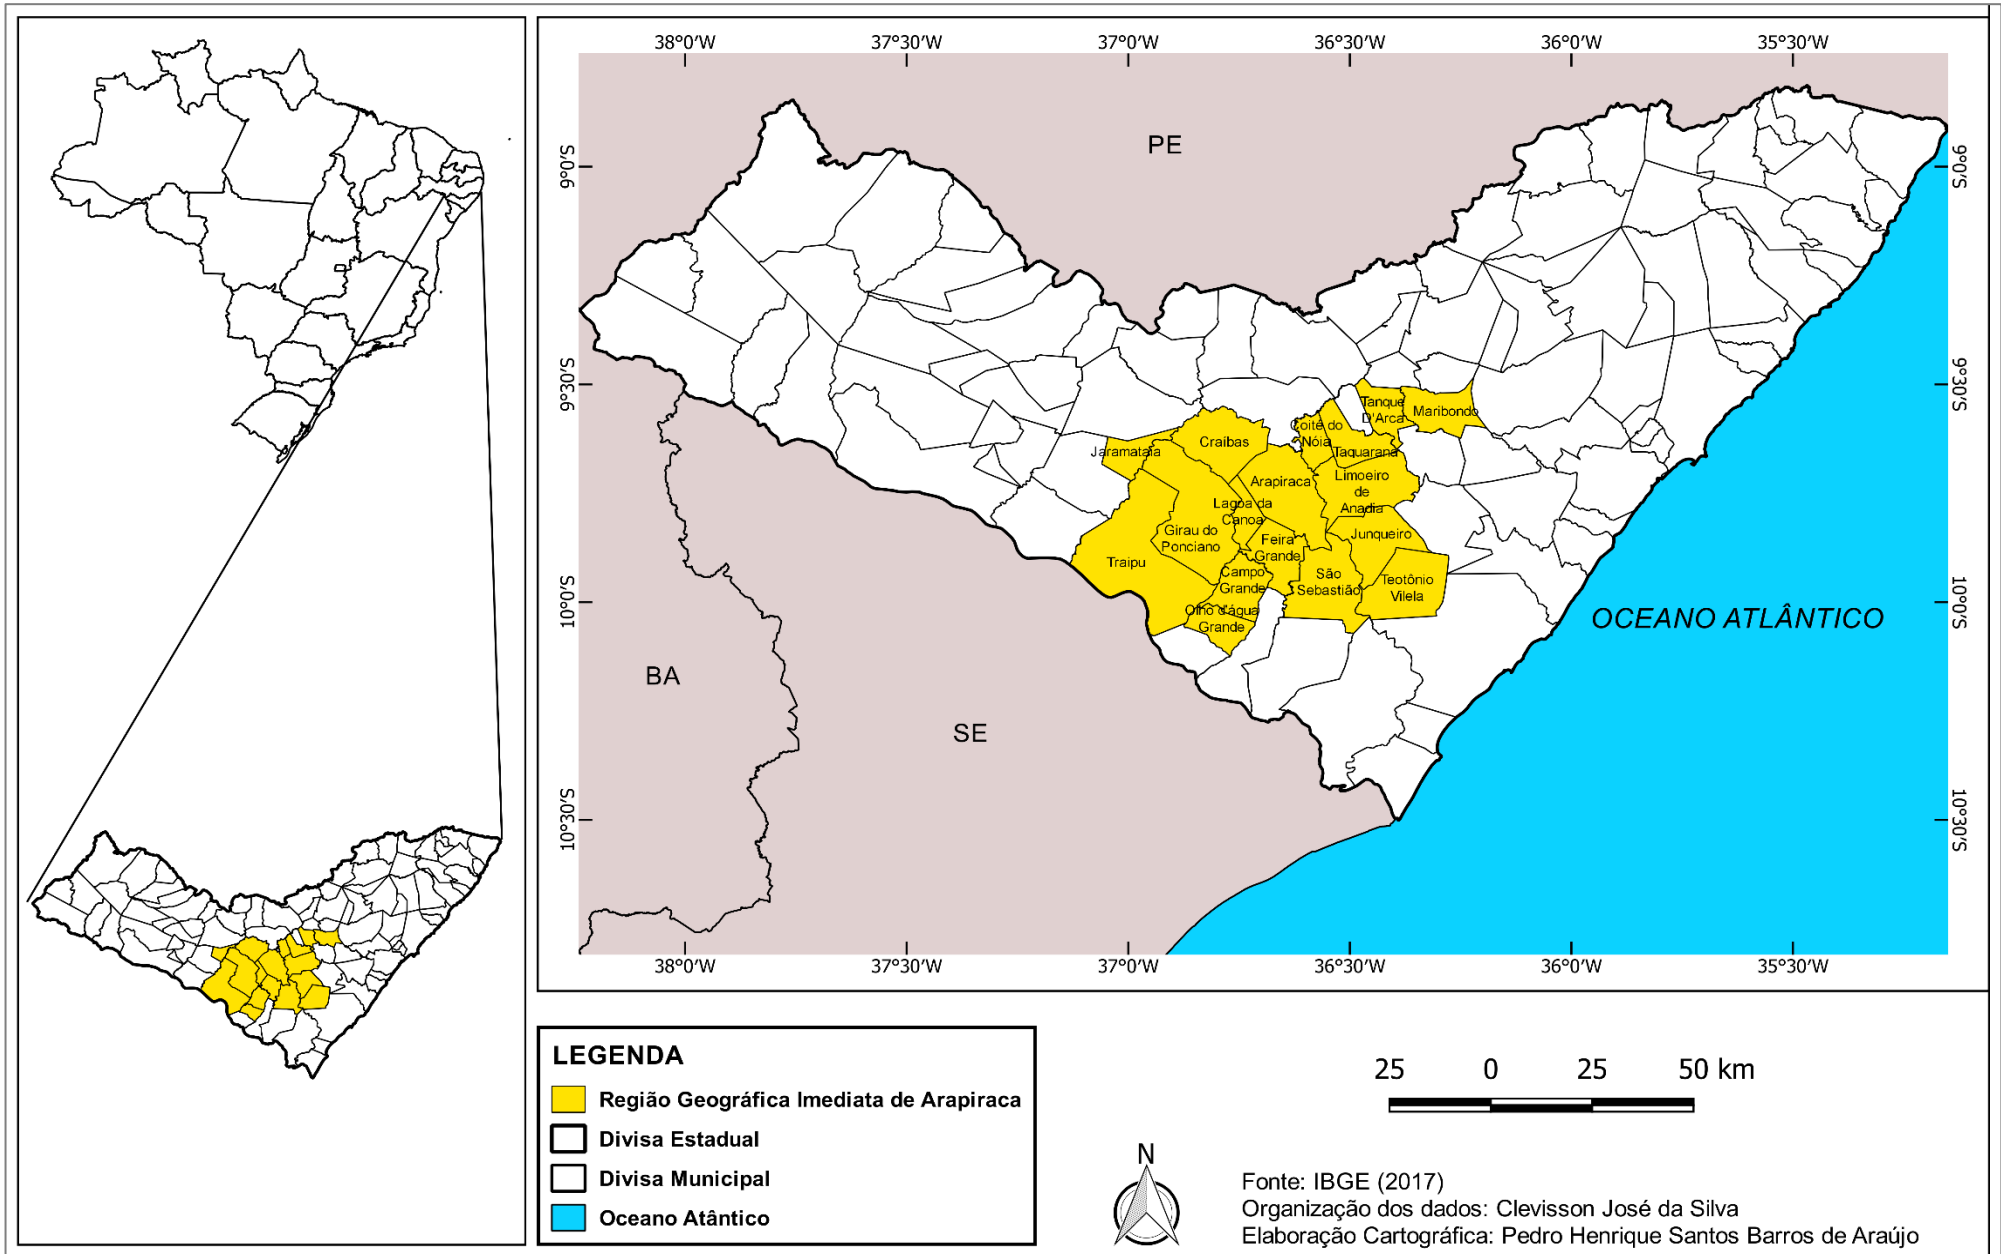 38°0'W 37°30'W 37°0'W 36°30'W 36°0'W 35°30'W
PE
9°0'S 9°0'S
9°30'S 9°30'S
Tanque
D'Arca
Maribondo
Coité do
Nóia
Craíbas
Jaramataia
Taquarana
Limoeiro
de
Anadia
Arapiraca
Lagoa da
Canoa
Girau do
Ponciano
Feira
Grande
Junqueiro
Traipu
Campo
Grande
São
Sebastião
Teotônio
Vilela
Olho d'água
Grande
10°0'S 10°0'S
OCEANO ATLÂNTICO
BA
SE
10°30'S 10°30'S
38°0'W 37°30'W 37°0'W 36°30'W 36°0'W 35°30'W
LEGENDA
Região Geográfica Imediata de Arapiraca
Divisa Estadual
Divisa Municipal
Oceano Atântico
25 0 25 50 km
N
Fonte: IBGE (2017)
Organização dos dados: Clevisson José da Silva
Elaboração Cartográfica: Pedro Henrique Santos Barros de Araújo